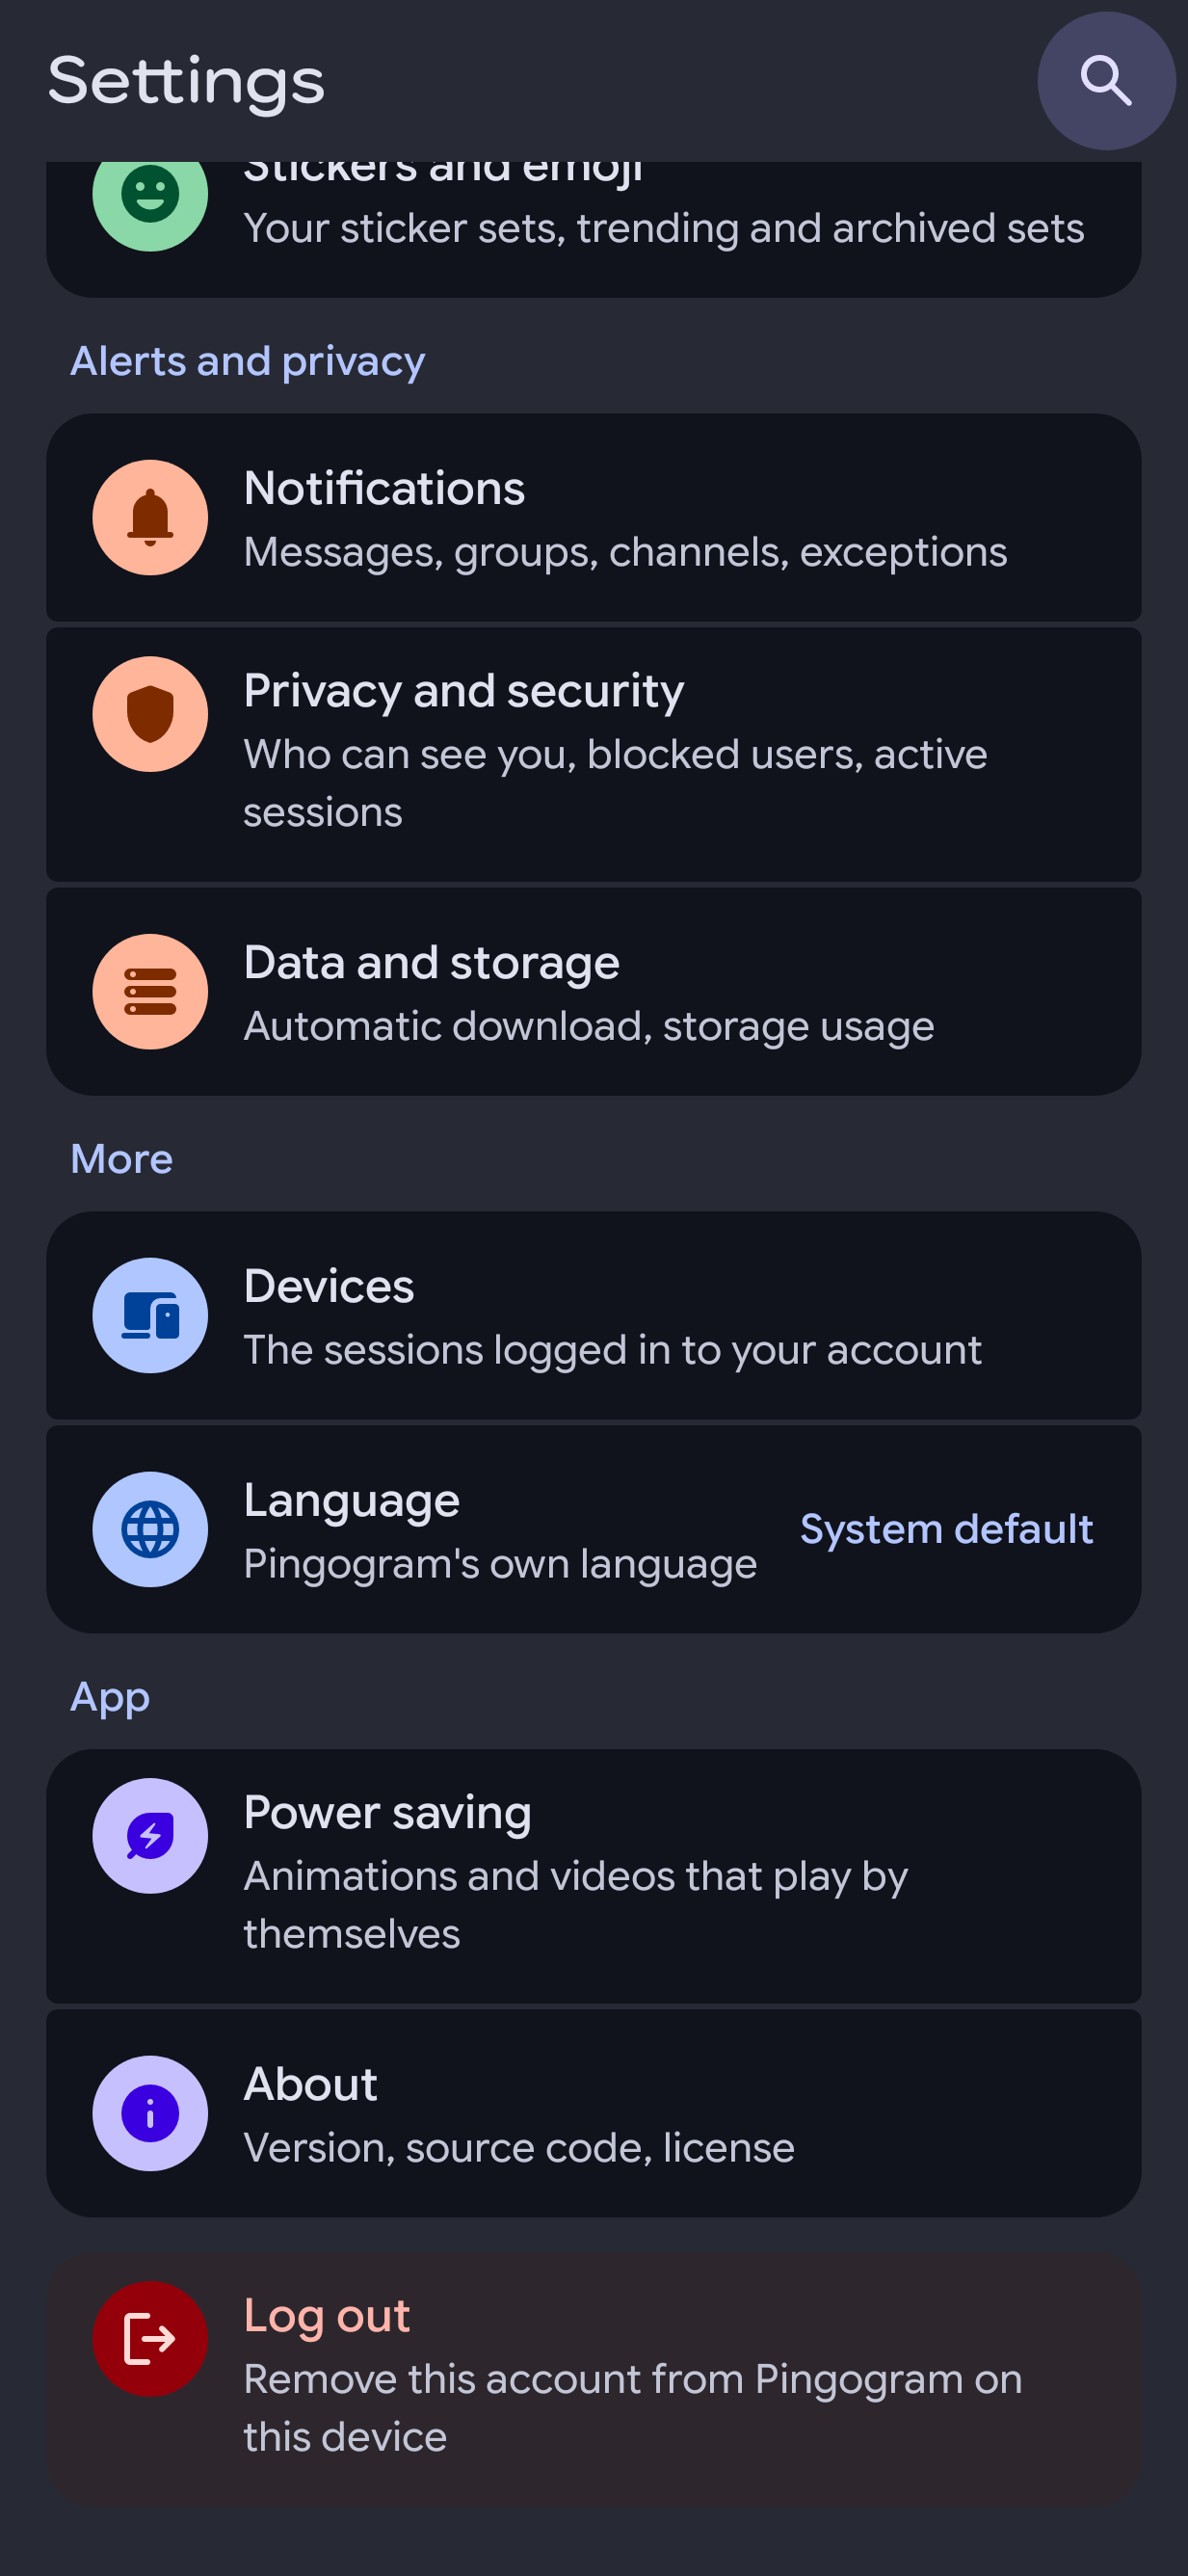 Settings
Stickers and emoji
Your sticker sets, trending and archived sets
Alerts and privacy
Notifications
Messages, groups, channels, exceptions
Privacy and security
Who can see you, blocked users, active
sessions
Data and storage
Automatic download, storage usage
More
Devices
The sessions logged in to your account
Language
Pingogram's own language
System default
App
Power saving
Animations and videos that play by
themselves
About
Version, source code, license
Log out
Remove this account from Pingogram on
this device